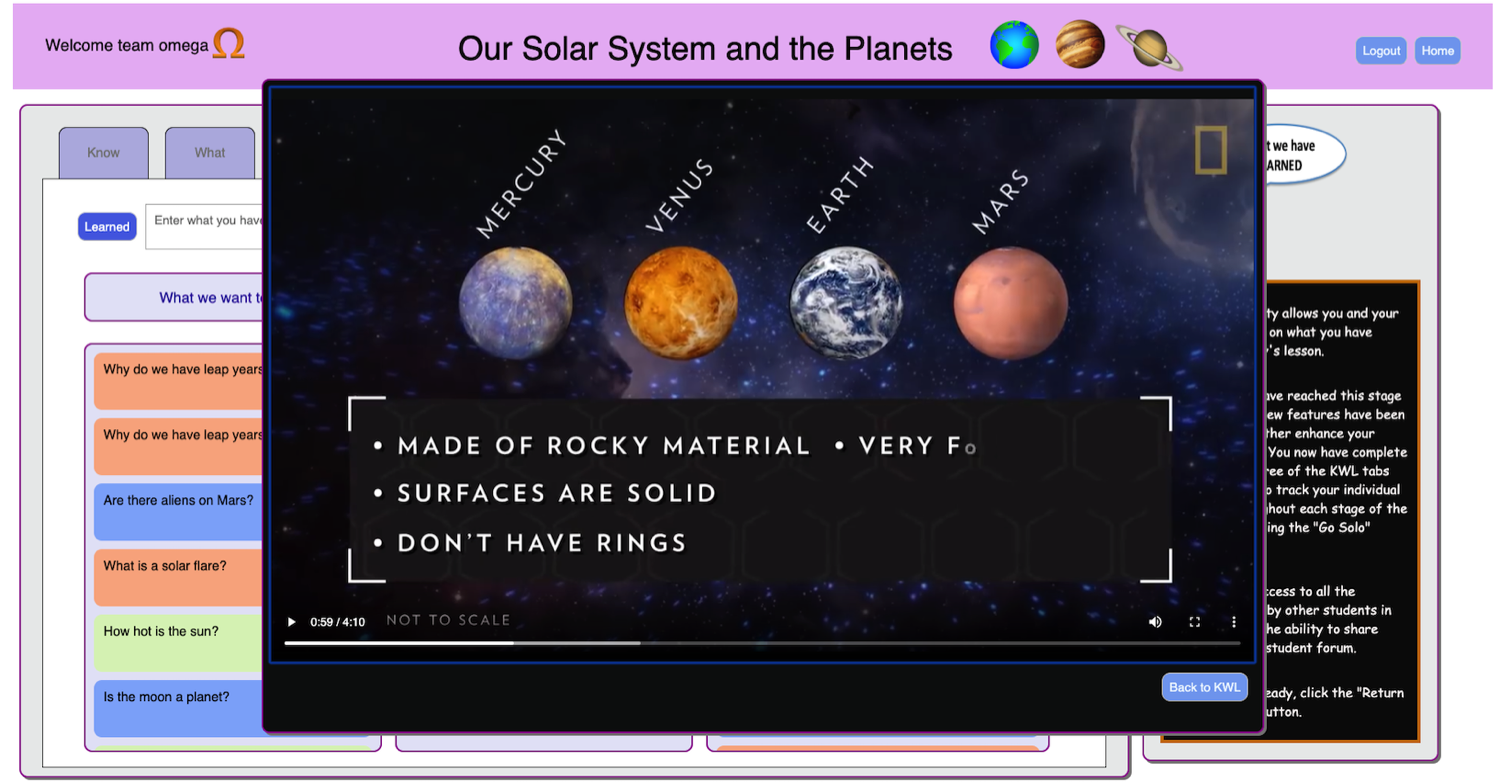 Welcome team omega Ω
Our Solar System and the Planets
Logout
Home
Know
What
Learned
Enter what you have
What we want
Why do we have leap years
Why do we have leap years
Are there aliens on Mars?
What is a solar flare?
How hot is the sun?
Is the moon a planet?
MERCURY
VENUS
EARTH
MARS
• MADE OF ROCKY MATERIAL • VERY Fo
• SURFACES ARE SOLID
• DON'T HAVE RINGS
0:59 / 4:10
NOT TO SCALE
Back to KWL
t we have
ARNED
ty allows you and your
on what you have
's lesson.
ave reached this stage
ew features have been
ther enhance your
You now have complete
ree of the KWL tabs
o track your individual
hout each stage of the
ing the "Go Solo"
ccess to all the
by other students in
he ability to share
student forum.
eady, click the "Return
utton.